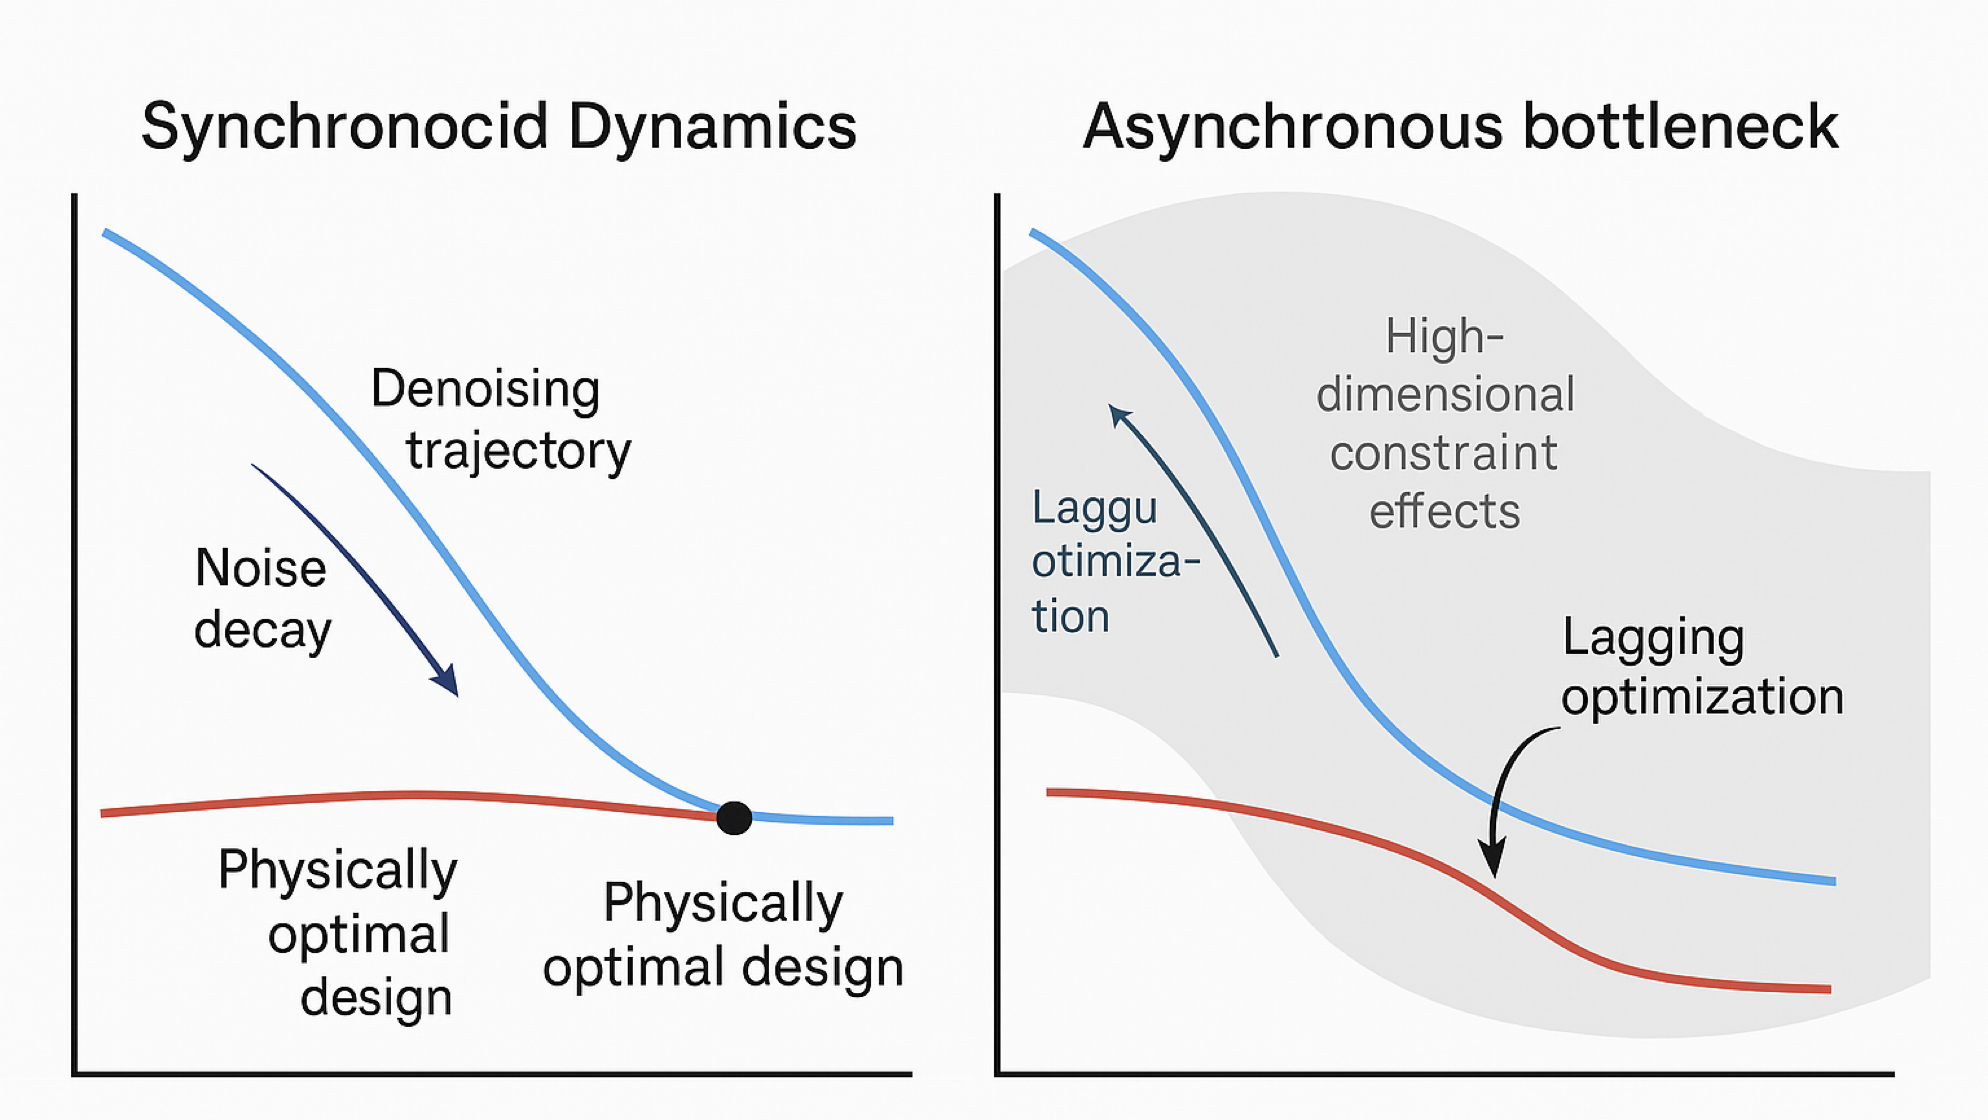 Synchronocid Dynamics
Denoising
trajectory
Noise
decay
Physically
optimal
design
Physically
optimal design
Asynchronous bottleneck
High-
dimensional
constraint
effects
Laggu
otimiza-
tion
Lagging
optimization